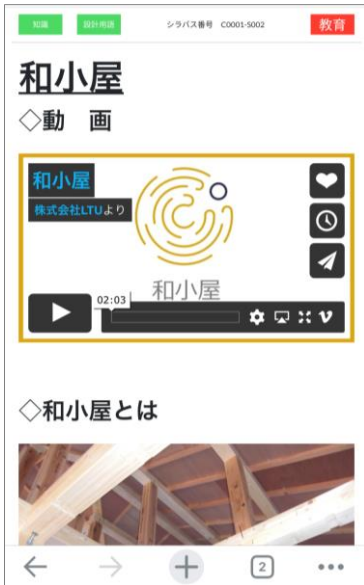 知識 設計用語 シラバス番号 C0001-S002 教育
和小屋
◇動 画
和小屋
株式会社LTUより
和小屋
02:03
◇和小屋とは
2